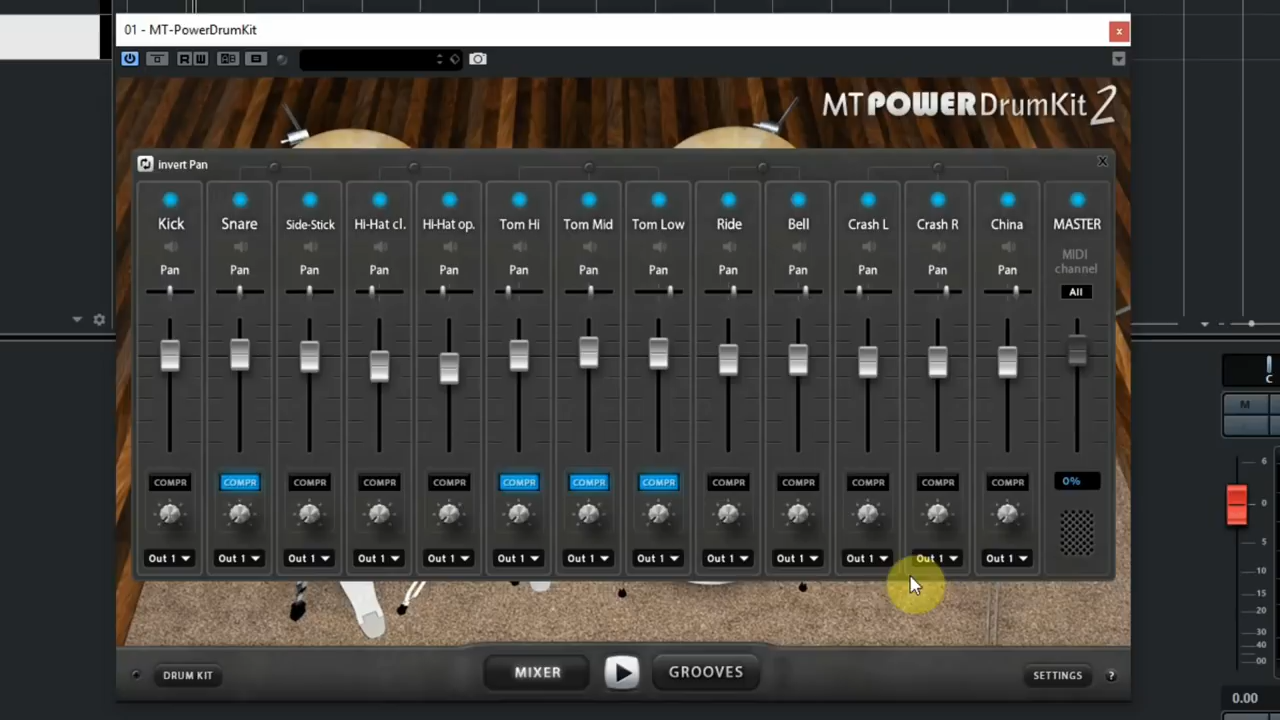 01 - MT-PowerDrumKit
x
R W
MT POWER DrumKit 2
invert Pan
X
Kick Snare Side-Stick Hi-Hat cl. Hi-Hat op. Tom Hi Tom Mid Tom Low Ride Bell Crash L Crash R China MASTER
MIDI
channel
Pan Pan Pan Pan Pan Pan Pan Pan Pan Pan Pan Pan Pan
All
C
M
6
0
5
10
15
20
30
40
00
COMPR COMPR COMPR COMPR COMPR COMPR COMPR COMPR COMPR COMPR COMPR COMPR COMPR 0%
Out 1 Out 1 Out 1 Out 1 Out 1 Out 1 Out 1 Out 1 Out 1 Out 1 Out 1 Out 1 Out 1
DRUM KIT MIXER GROOVES SETTINGS ?
0.00